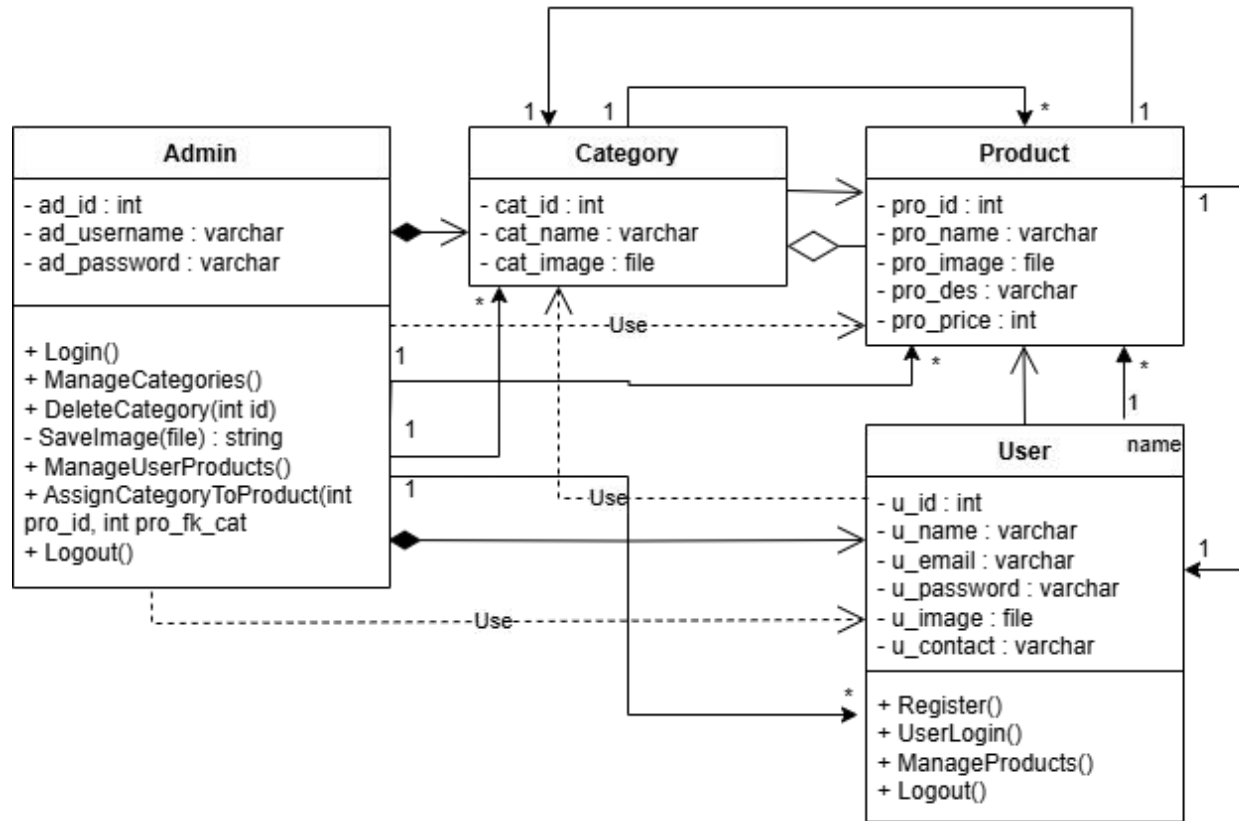 Admin
- ad_id : int
- ad_username : varchar
- ad_password : varchar
+ Login()
+ ManageCategories()
+ DeleteCategory(int id)
- SaveImage(file) : string
+ ManageUserProducts()
+ AssignCategoryToProduct(int
pro_id, int pro_fk_cat
+ Logout()
1
1
1
*
1
1
Category
- cat_id : int
- cat_name : varchar
- cat_image : file
*
1
Product
- pro_id : int
- pro_name : varchar
- pro_image : file
- pro_des : varchar
- pro_price : int
1
Use
*
*
1
name
User
- u_id : int
- u_name : varchar
- u_email : varchar
- u_password : varchar
- u_image : file
- u_contact : varchar
+ Register()
+ UserLogin()
+ ManageProducts()
+ Logout()
Use
Use
1
*